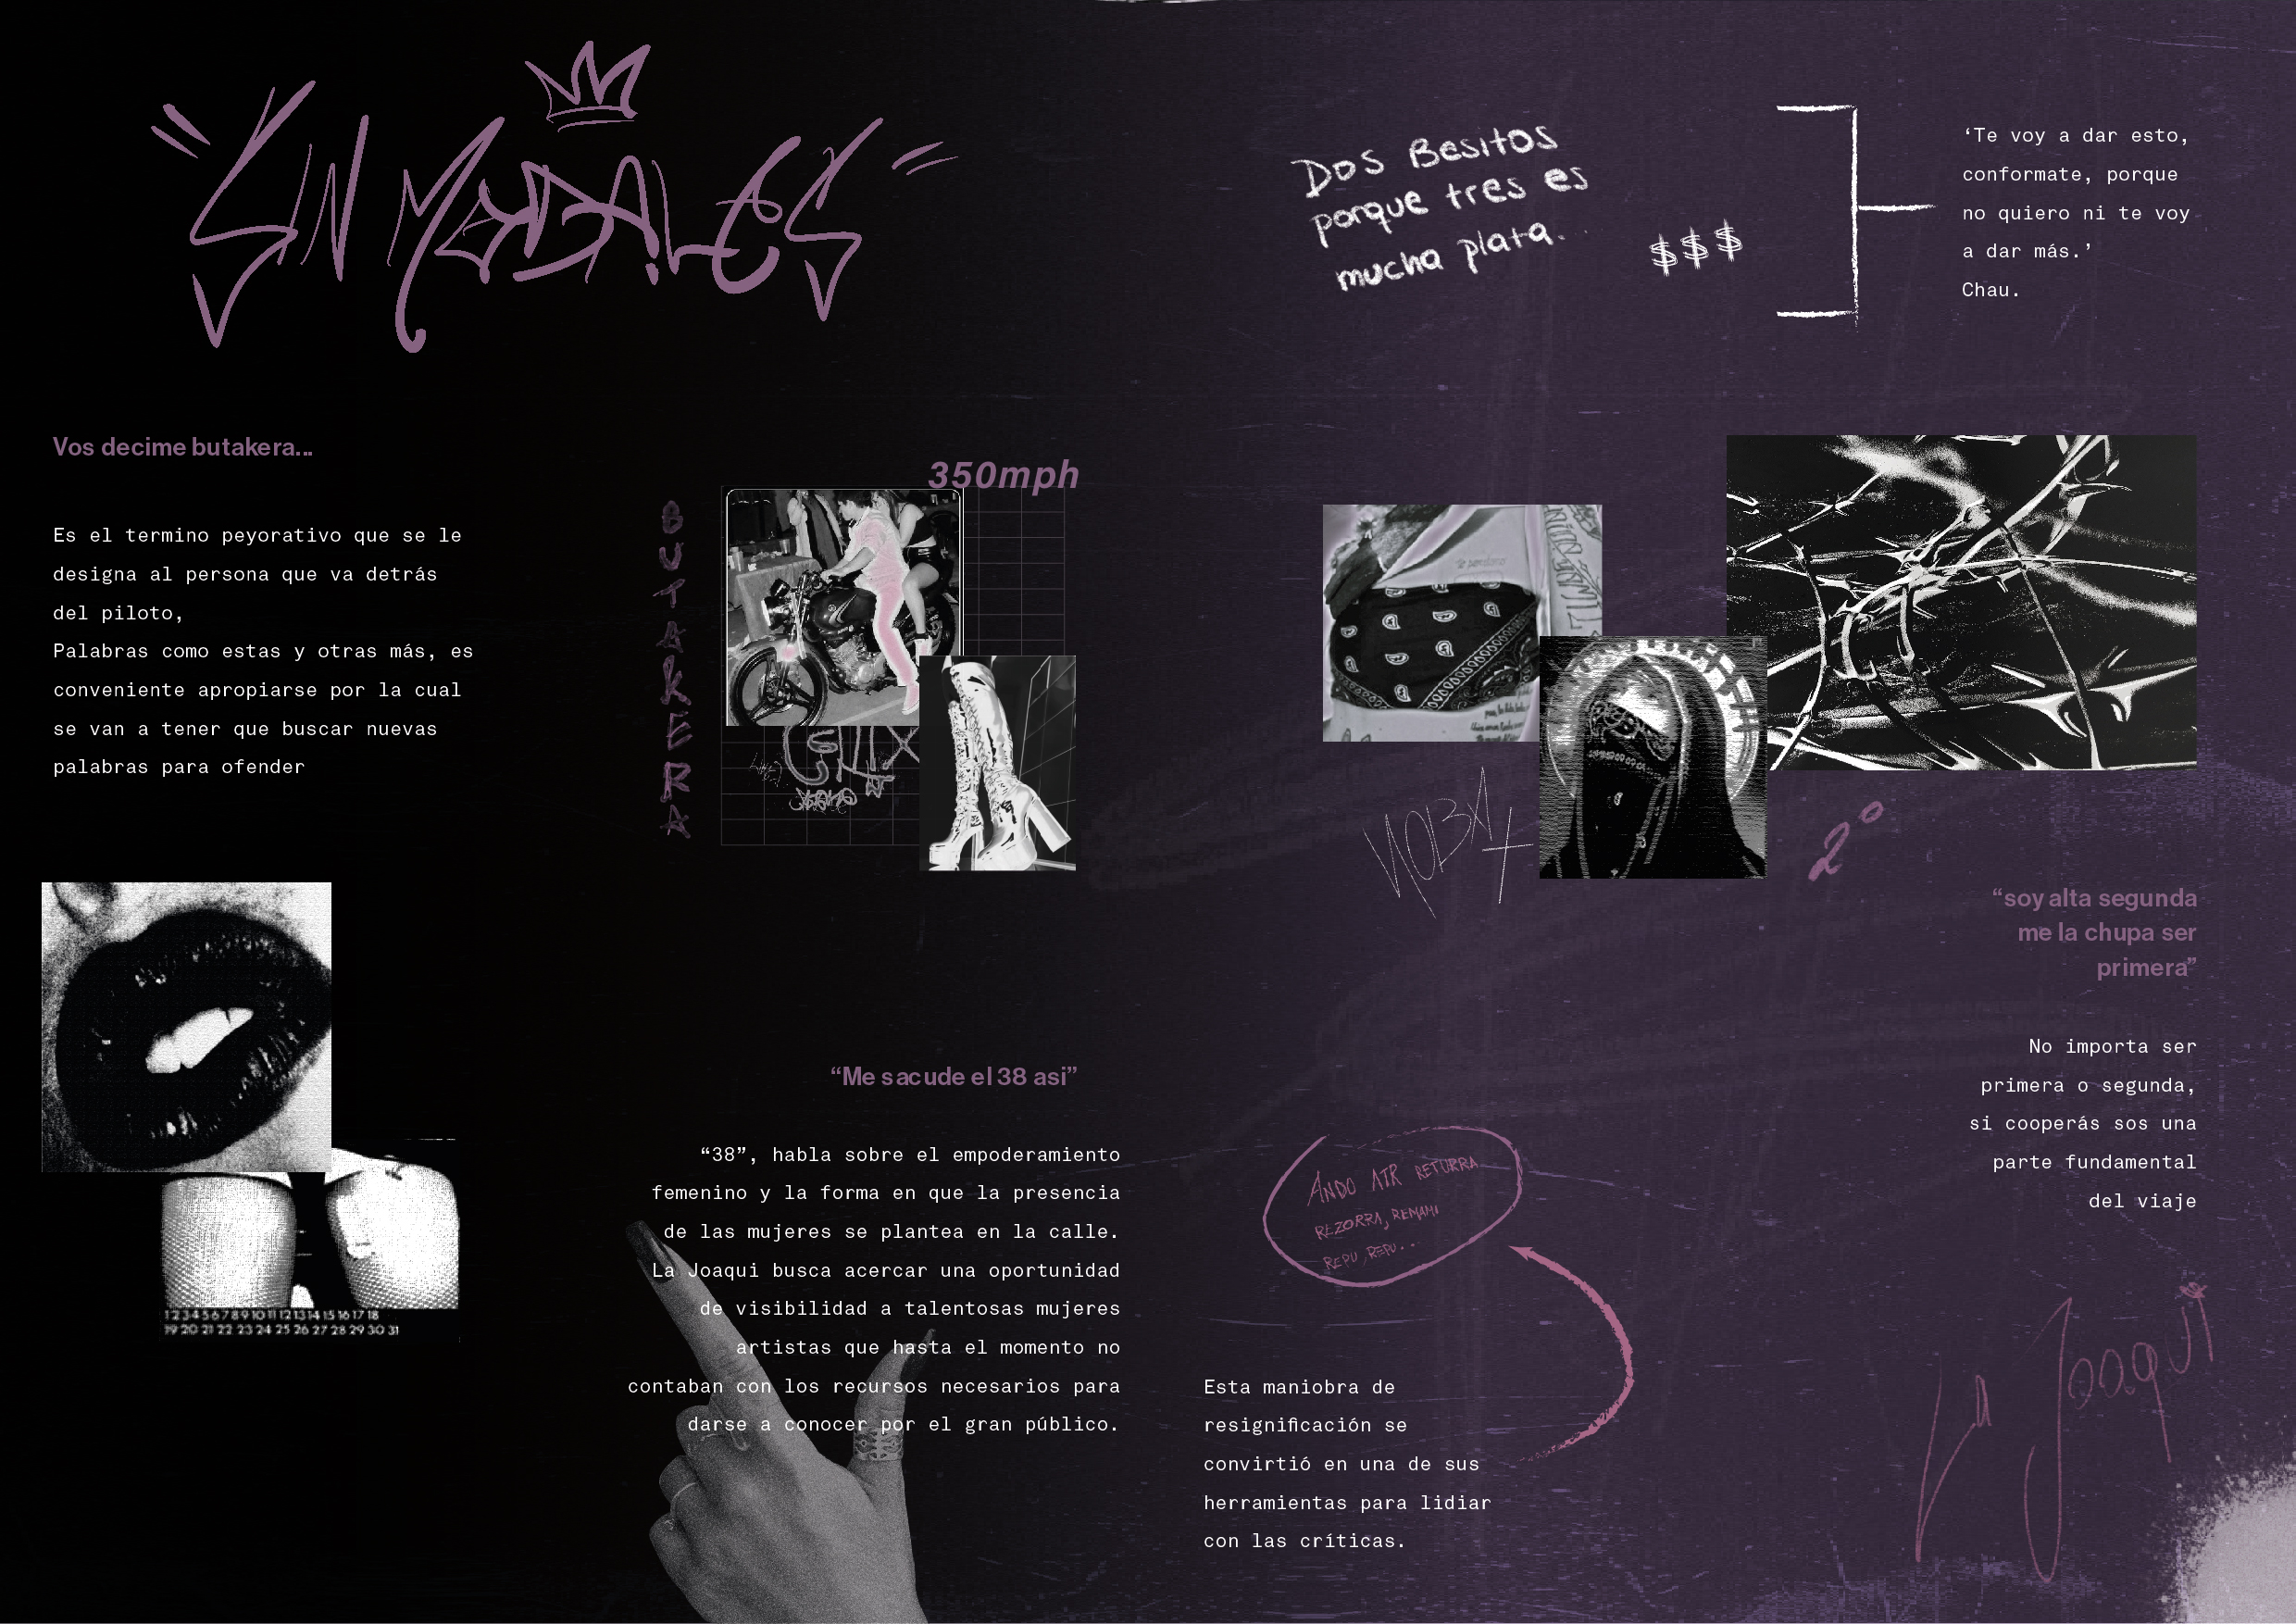 "SIN MODALES"
Dos Besitos
porque tres es
mucha plata.
$$$
‘Te voy a dar esto,
conformate, porque
no quiero ni te voy
a dar más.’
Chau.
Vos decime butakera...
Es el termino peyorativo que se le
designa al persona que va detrás
del piloto,
Palabras como estas y otras más, es
conveniente apropiarse por la cual
se van a tener que buscar nuevas
palabras para ofender
BUTAKERA
350mph
Te perdono
2°
“soy alta segunda
me la chupa ser
primera”
No importa ser
primera o segunda,
si cooperás sos una
parte fundamental
del viaje
1 2 3 4 5 6 7 8 9 10 11 12 13 14 15 16 17 18
19 20 21 22 23 24 25 26 27 28 29 30 31
“Me sacude el 38 asi”
“38”, habla sobre el empoderamiento
femenino y la forma en que la presencia
de las mujeres se plantea en la calle.
La Joaqui busca acercar una oportunidad
de visibilidad a talentosas mujeres
artistas que hasta el momento no
contaban con los recursos necesarios para
darse a conocer por el gran público.
ANDO ATR RETURRA
REZORRA, REMAMI
REPU, REPU...
Esta maniobra de
resignificación se
convirtió en una de sus
herramientas para lidiar
con las críticas.
La Joaqui